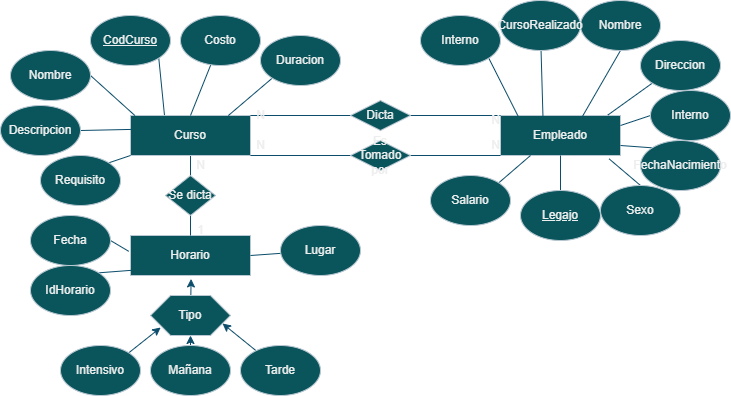 CursoRealizado
Nombre
CodCurso
Costo
Interno
Duracion
Direccion
Nombre
N
Dicta
Interno
Descripcion
Curso
Empleado
Es
N
Tomado
N
por
N
FechaNacimiento
Requisito
Se dicta
Salario
Legajo
Sexo
1
Fecha
Horario
Lugar
IdHorario
Tipo
Intensivo
Mañana
Tarde